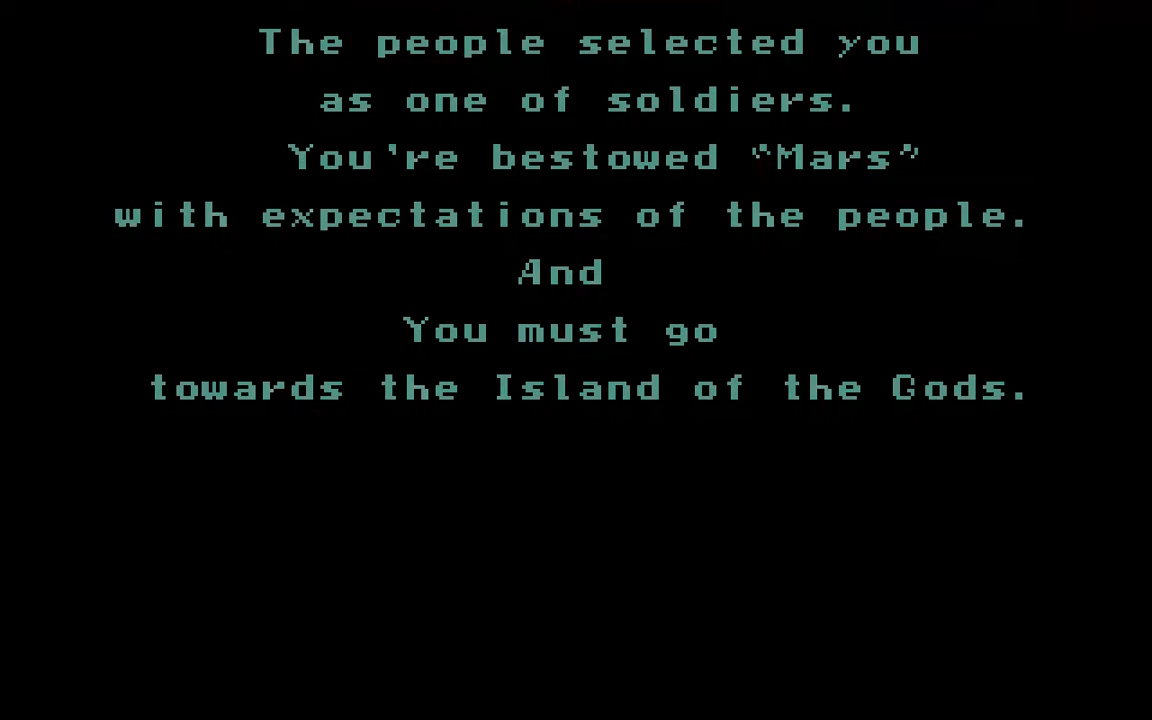 The people selected you
as one of soldiers.
You're bestowed "Mars"
with expectations of the people.
And
You must go
towards the Island of the Gods.